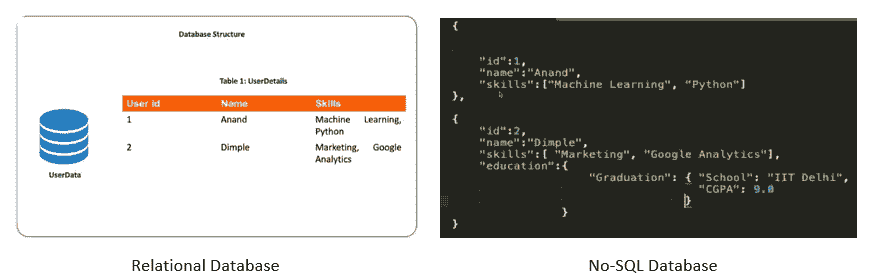 Database Structure
Table 1: UserDetails
User id Name Skills
1 Anand Machine Learning,
Python
2 Dimple Marketing, Google
Analytics
UserData
{
"id":1,
"name":"Anand",
"skills":["Machine Learning", "Python"]
},
{
"id":2,
"name":"Dimple",
"skills":[ "Marketing", "Google Analytics"],
"education":{
"Graduation": { "School": "IIT Delhi",
"CGPA": 9.0
}
}
}
Relational Database
No-SQL Database